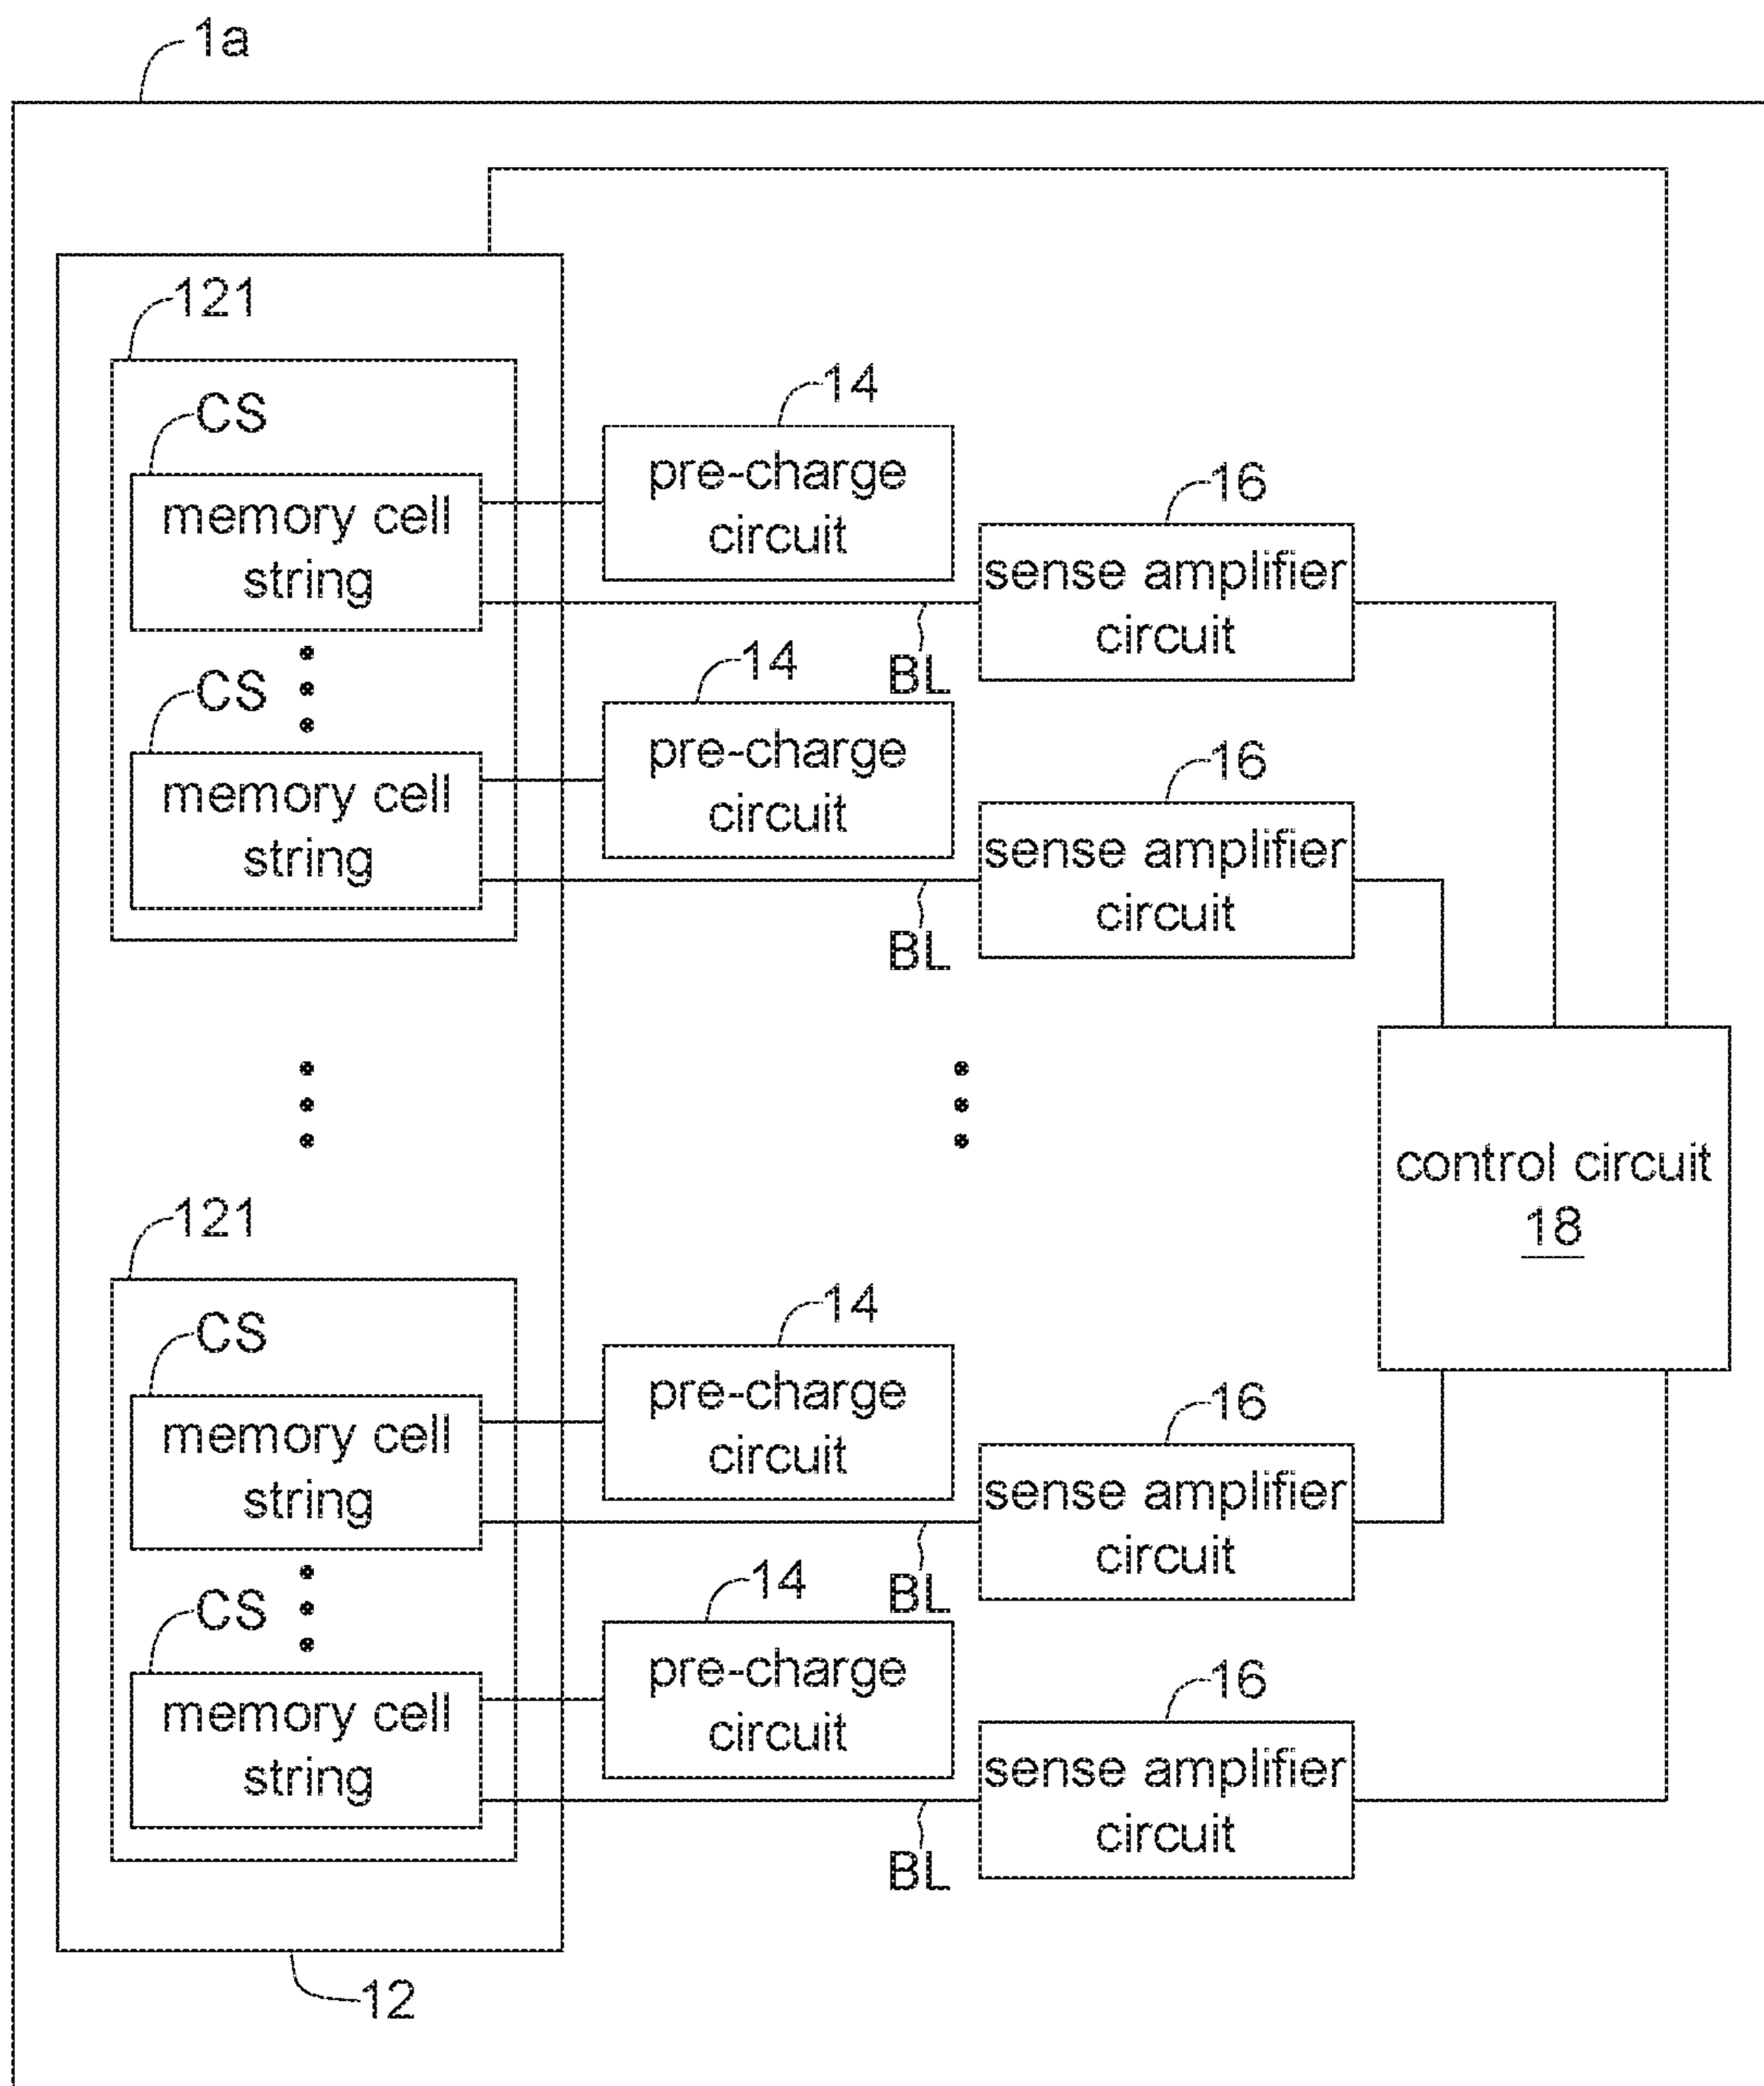 1a
121
CS
14
memory cell
string
pre-charge
circuit
16
sense amplifier
circuit
BL
CS
14
memory cell
string
pre-charge
circuit
16
sense amplifier
circuit
BL
control circuit
18
121
CS
14
memory cell
string
pre-charge
circuit
16
sense amplifier
circuit
BL
CS
14
memory cell
string
pre-charge
circuit
16
sense amplifier
circuit
BL
12